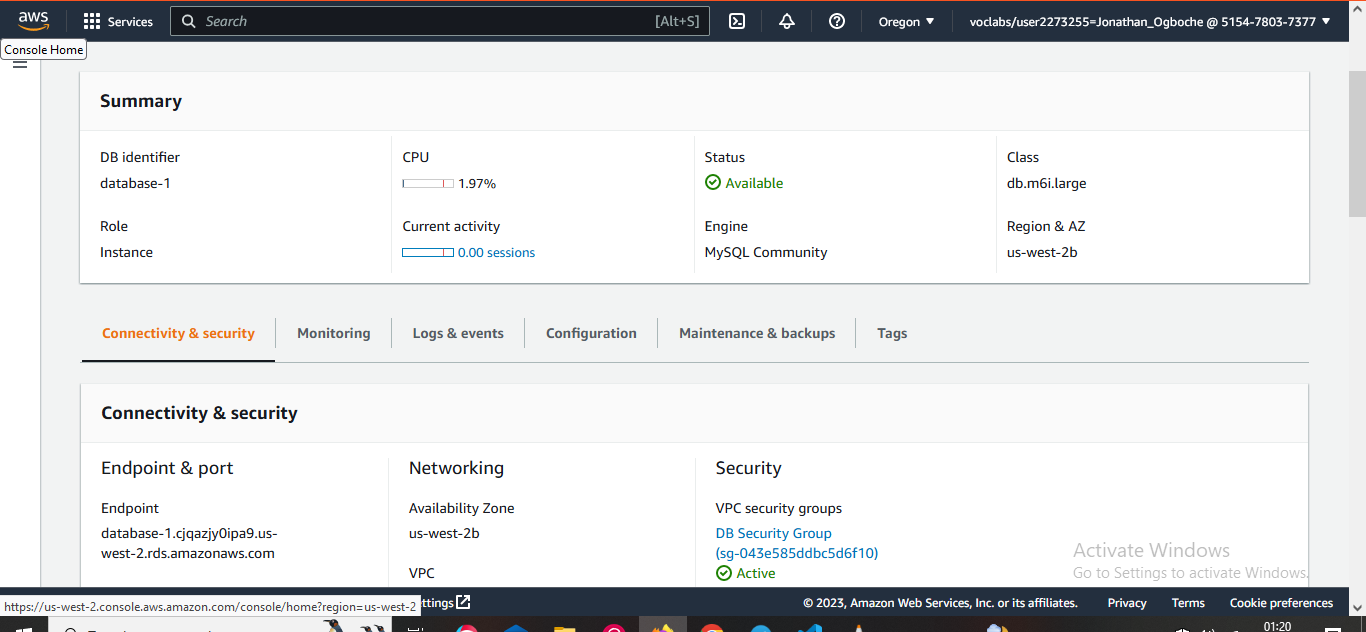 aws
Services
Search
[Alt+S]
Oregon
voclabs/user2273255=Jonathan_Ogboche @ 5154-7803-7377
Console Home
Summary
DB identifier
database-1
CPU
1.97%
Status
Available
Class
db.m6i.large
Role
Instance
Current activity
0.00 sessions
Engine
MySQL Community
Region & AZ
us-west-2b
Connectivity & security
Monitoring
Logs & events
Configuration
Maintenance & backups
Tags
Connectivity & security
Endpoint & port
Endpoint
database-1.cjqazjy0ipa9.us-
west-2.rds.amazonaws.com
Networking
Availability Zone
us-west-2b
VPC
Security
VPC security groups
DB Security Group
(sg-043e585ddbc5d6f10)
Active
Activate Windows
Go to Settings to activate Windows.
https://us-west-2.console.aws.amazon.com/console/home?region=us-west-2
ettings
© 2023, Amazon Web Services, Inc. or its affiliates.
Privacy
Terms
Cookie preferences
01:20